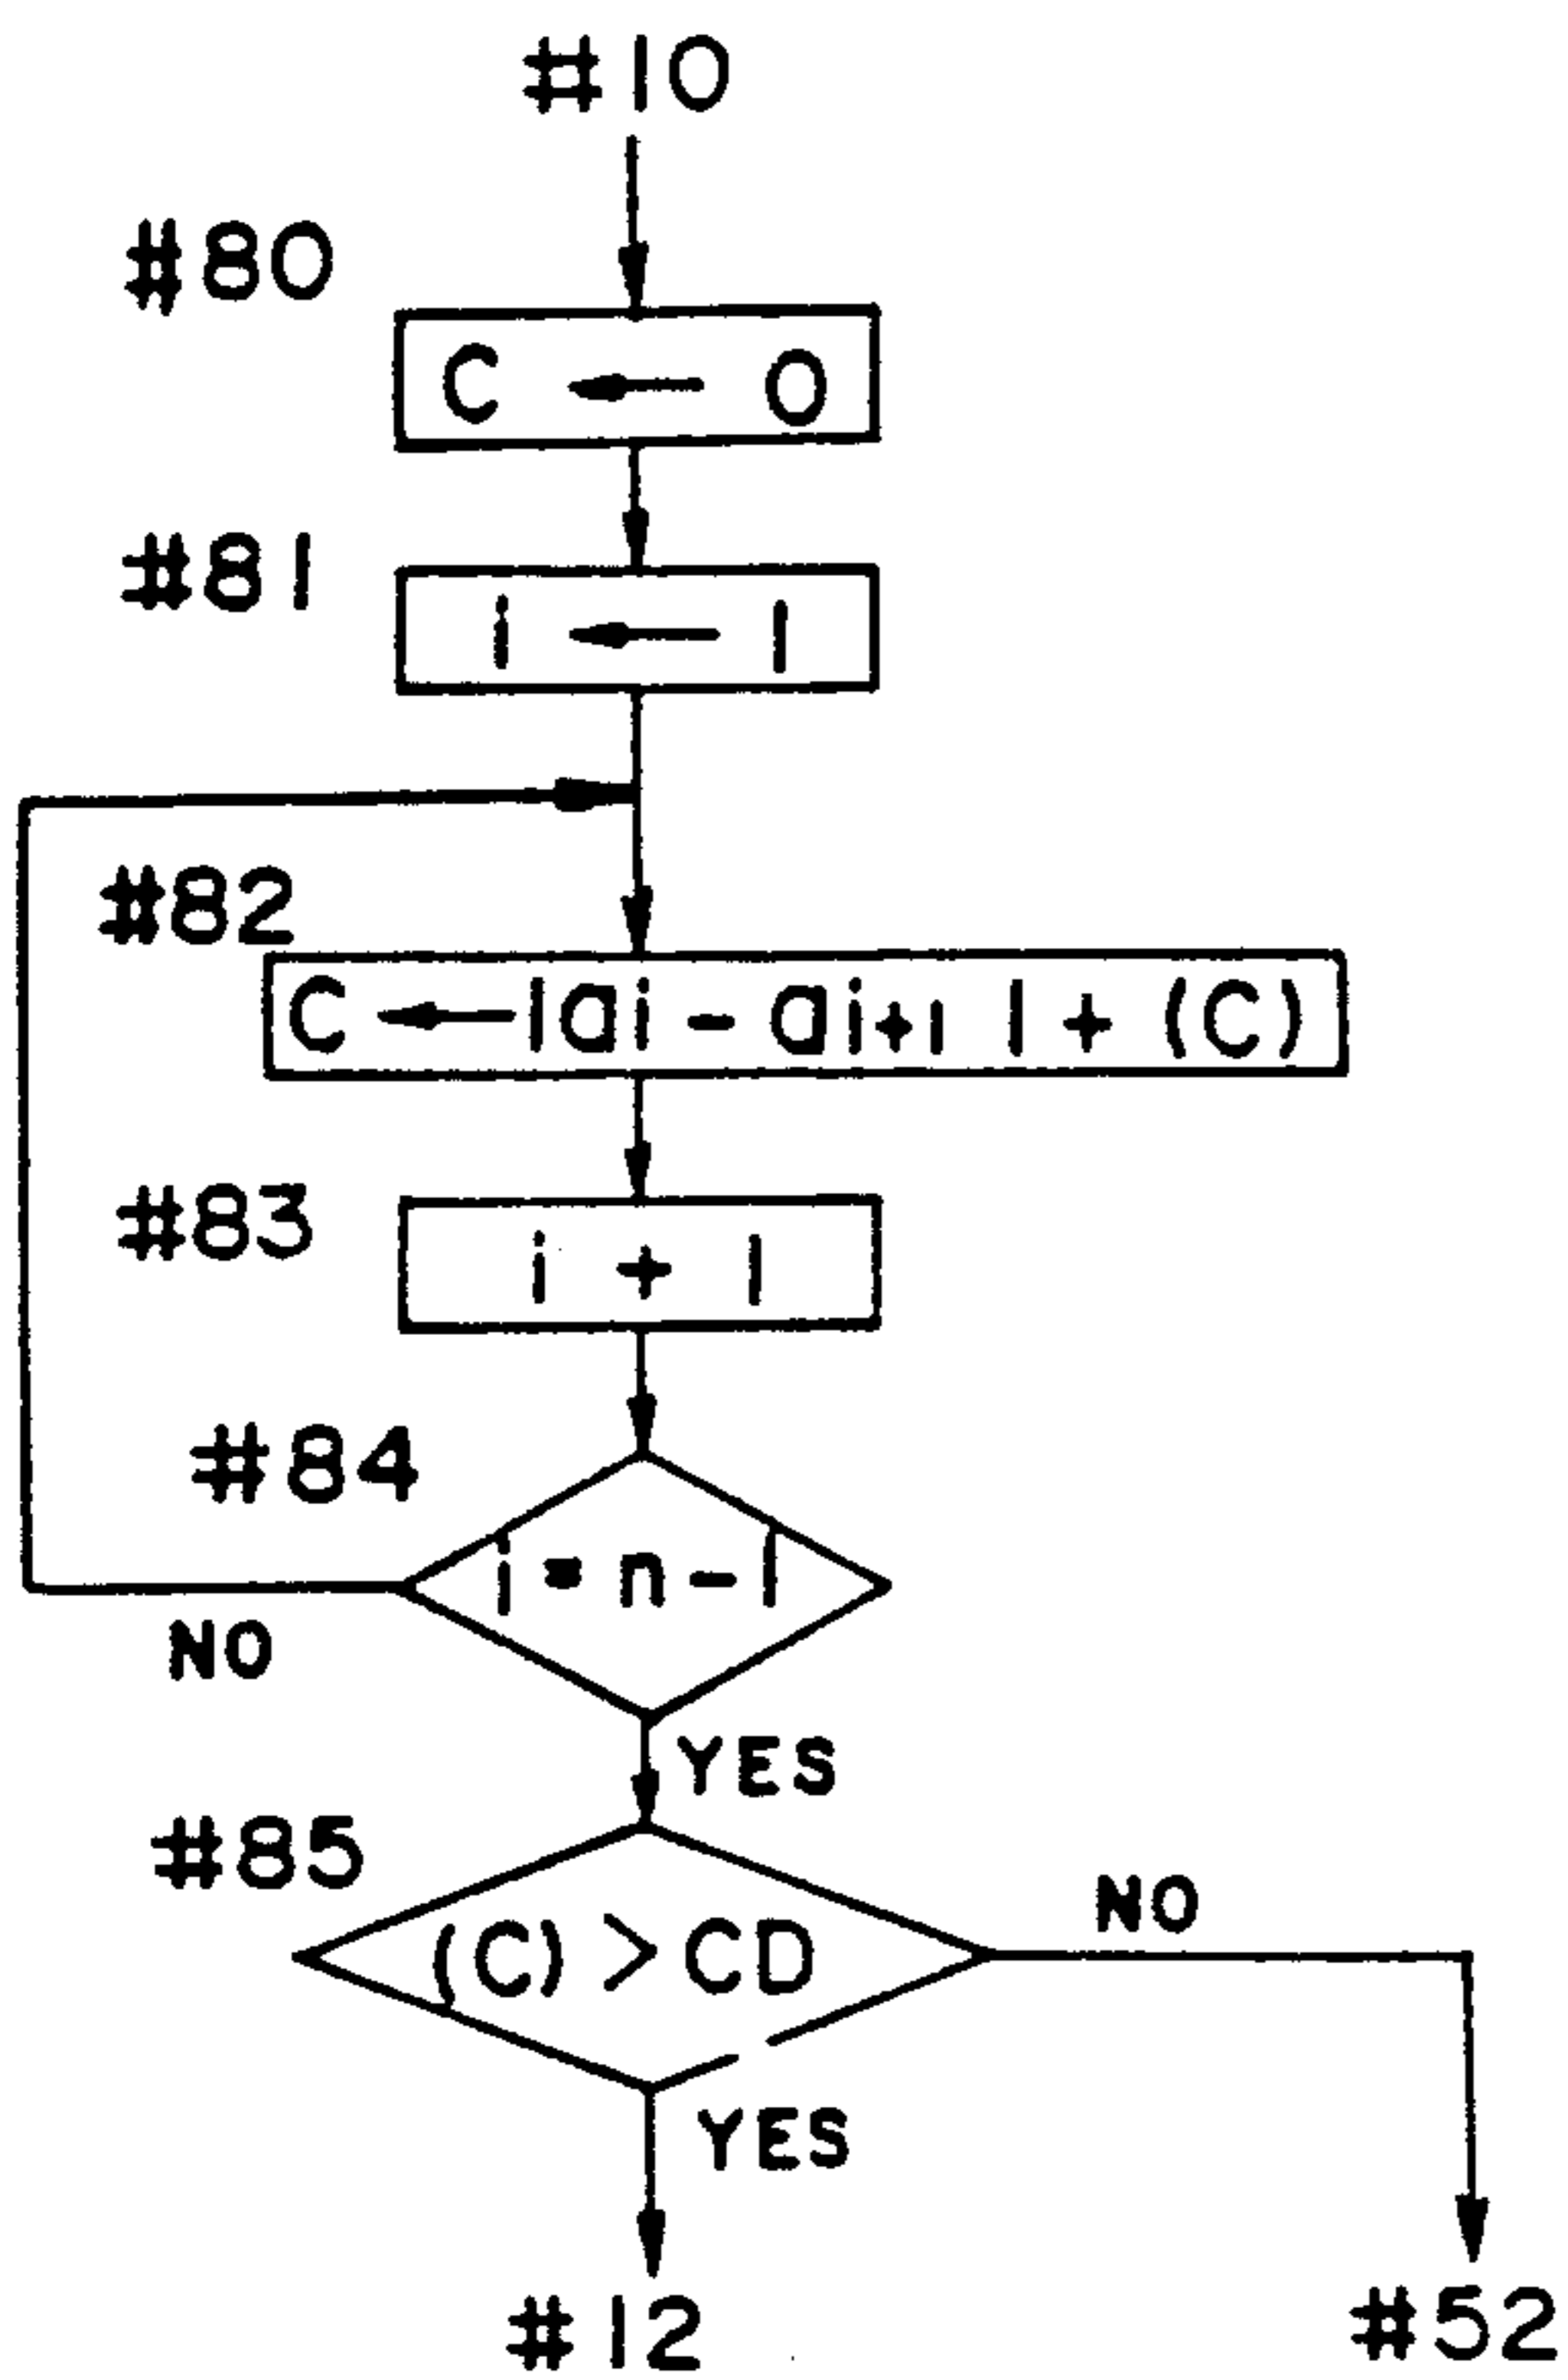 #10
#80
C ← 0
#81
i ← 1
#82
C ← |ai - ai+1| + (C)
#83
i + 1
#84
i = n - 1
NO
YES
#85
(C) > CD
NO
YES
#12
#52